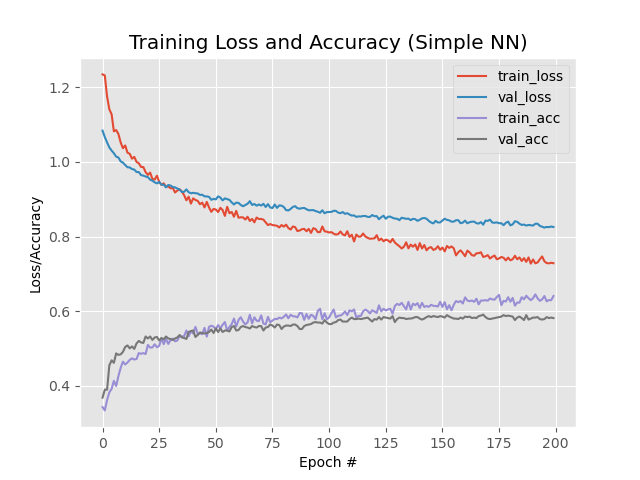 Training Loss and Accuracy (Simple NN)
train_loss
val_loss
train_acc
val_acc
1.2
1.0
0.8
0.6
0.4
Loss/Accuracy
0 25 50 75 100 125 150 175 200
Epoch #